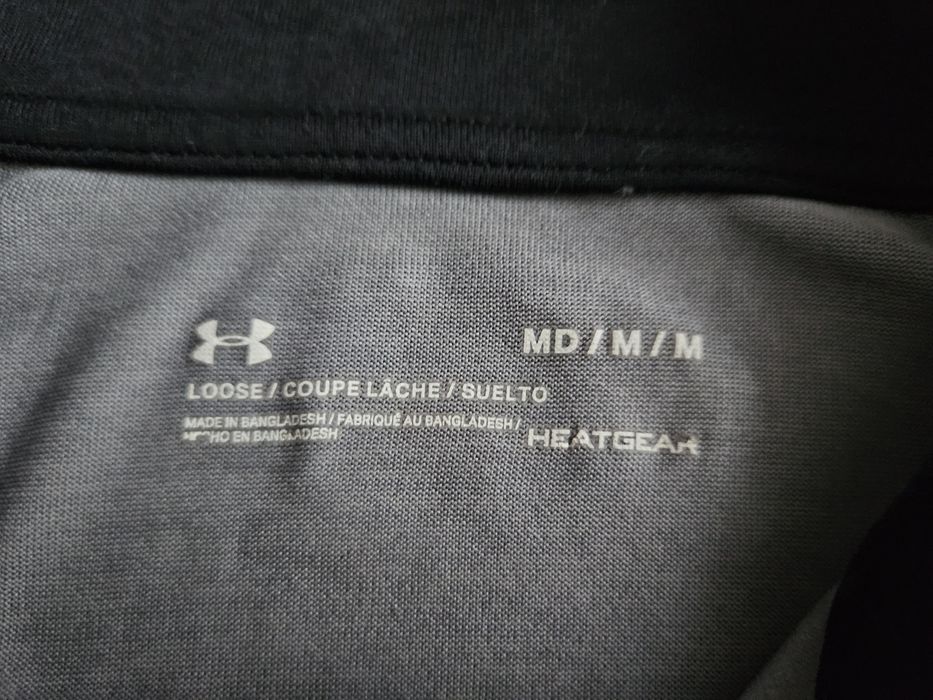 MD / M / M
LOOSE / COUPE LÂCHE / SUELTO
MADE IN BANGLADESH / FABRIQUÉ AU BANGLADESH /
HECHO EN BANGLADESH
HEATGEAR